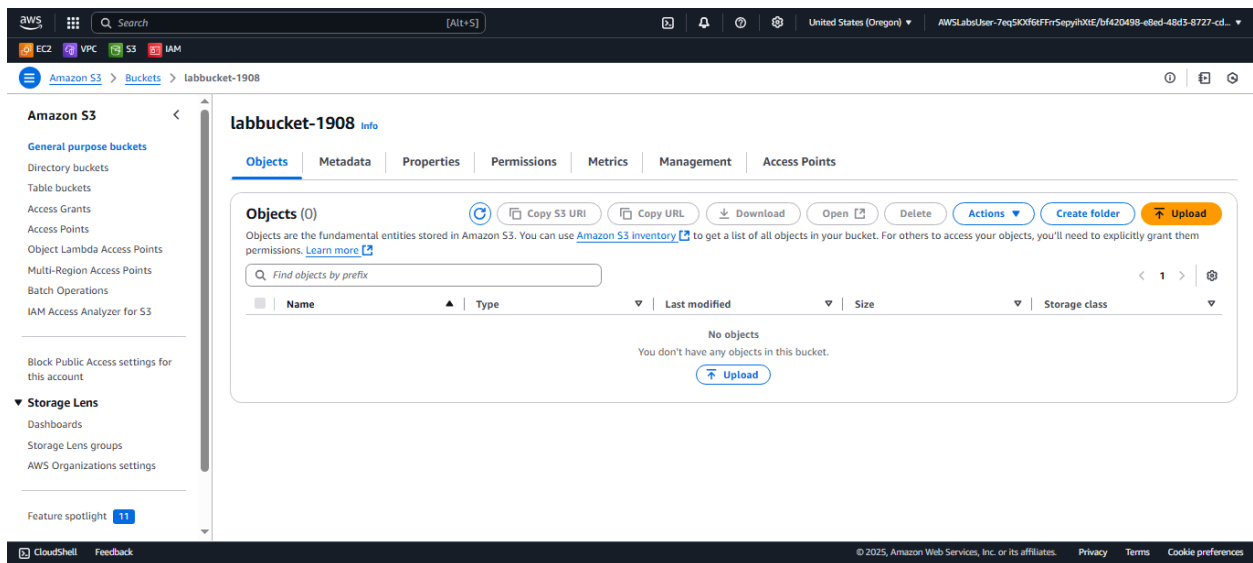 aws
Search [Alt+S] United States (Oregon) AWSLabsUser-7eq5KXf6tFFrrSepyihXtE/bf420498-e8ed-48d3-8727-cd...
EC2 VPC S3 IAM
Amazon S3 > Buckets > labbucket-1908
Amazon S3
General purpose buckets
Directory buckets
Table buckets
Access Grants
Access Points
Object Lambda Access Points
Multi-Region Access Points
Batch Operations
IAM Access Analyzer for S3
Block Public Access settings for
this account
Storage Lens
Dashboards
Storage Lens groups
AWS Organizations settings
Feature spotlight 11
labbucket-1908 Info
Objects Metadata Properties Permissions Metrics Management Access Points
Objects (0) Copy S3 URI Copy URL Download Open Delete Actions Create folder Upload
Objects are the fundamental entities stored in Amazon S3. You can use Amazon S3 inventory to get a list of all objects in your bucket. For others to access your objects, you'll need to explicitly grant them
permissions. Learn more
Find objects by prefix 1
Name Type Last modified Size Storage class
No objects
You don't have any objects in this bucket.
Upload
CloudShell Feedback © 2025, Amazon Web Services, Inc. or its affiliates. Privacy Terms Cookie preferences